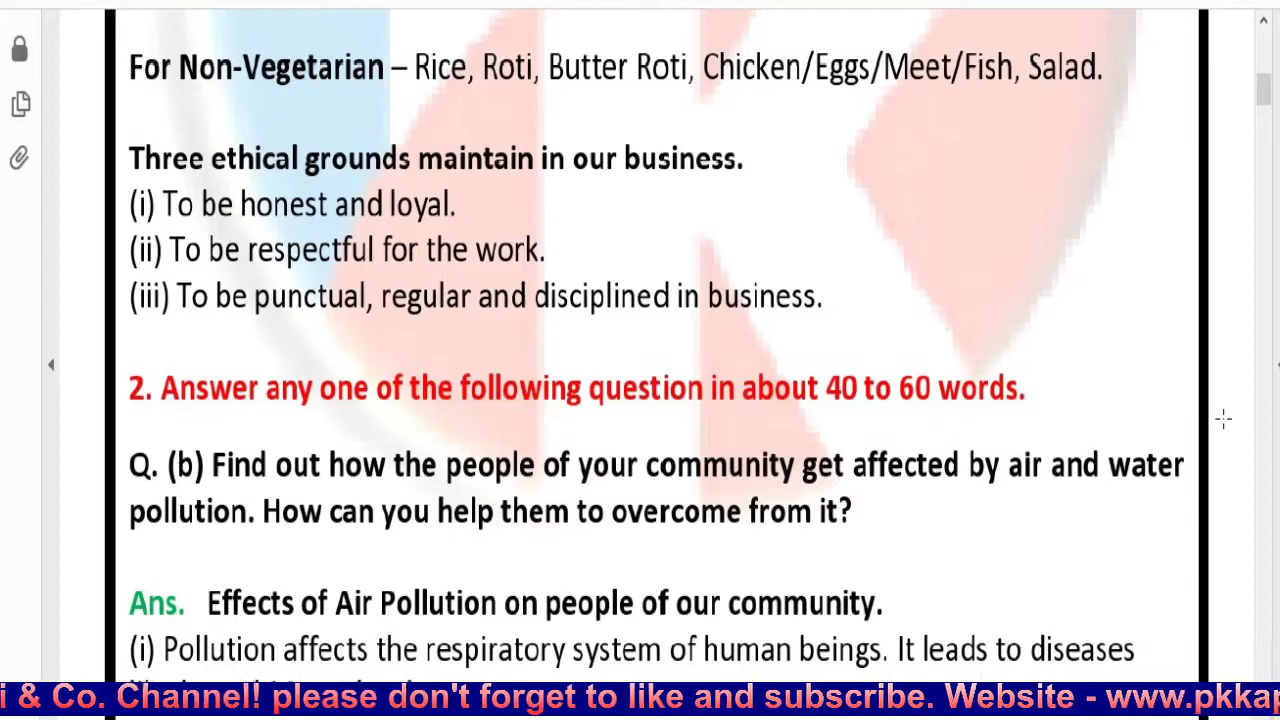 For Non-Vegetarian – Rice, Roti, Butter Roti, Chicken/Eggs/Meet/Fish, Salad.
Three ethical grounds maintain in our business.
(i) To be honest and loyal.
(ii) To be respectful for the work.
(iii) To be punctual, regular and disciplined in business.
2. Answer any one of the following question in about 40 to 60 words.
Q. (b) Find out how the people of your community get affected by air and water
pollution. How can you help them to overcome from it?
Ans. Effects of Air Pollution on people of our community.
(i) Pollution affects the respiratory system of human beings. It leads to diseases
i & Co. Channel! please don't forget to like and subscribe. Website - www.pkkap